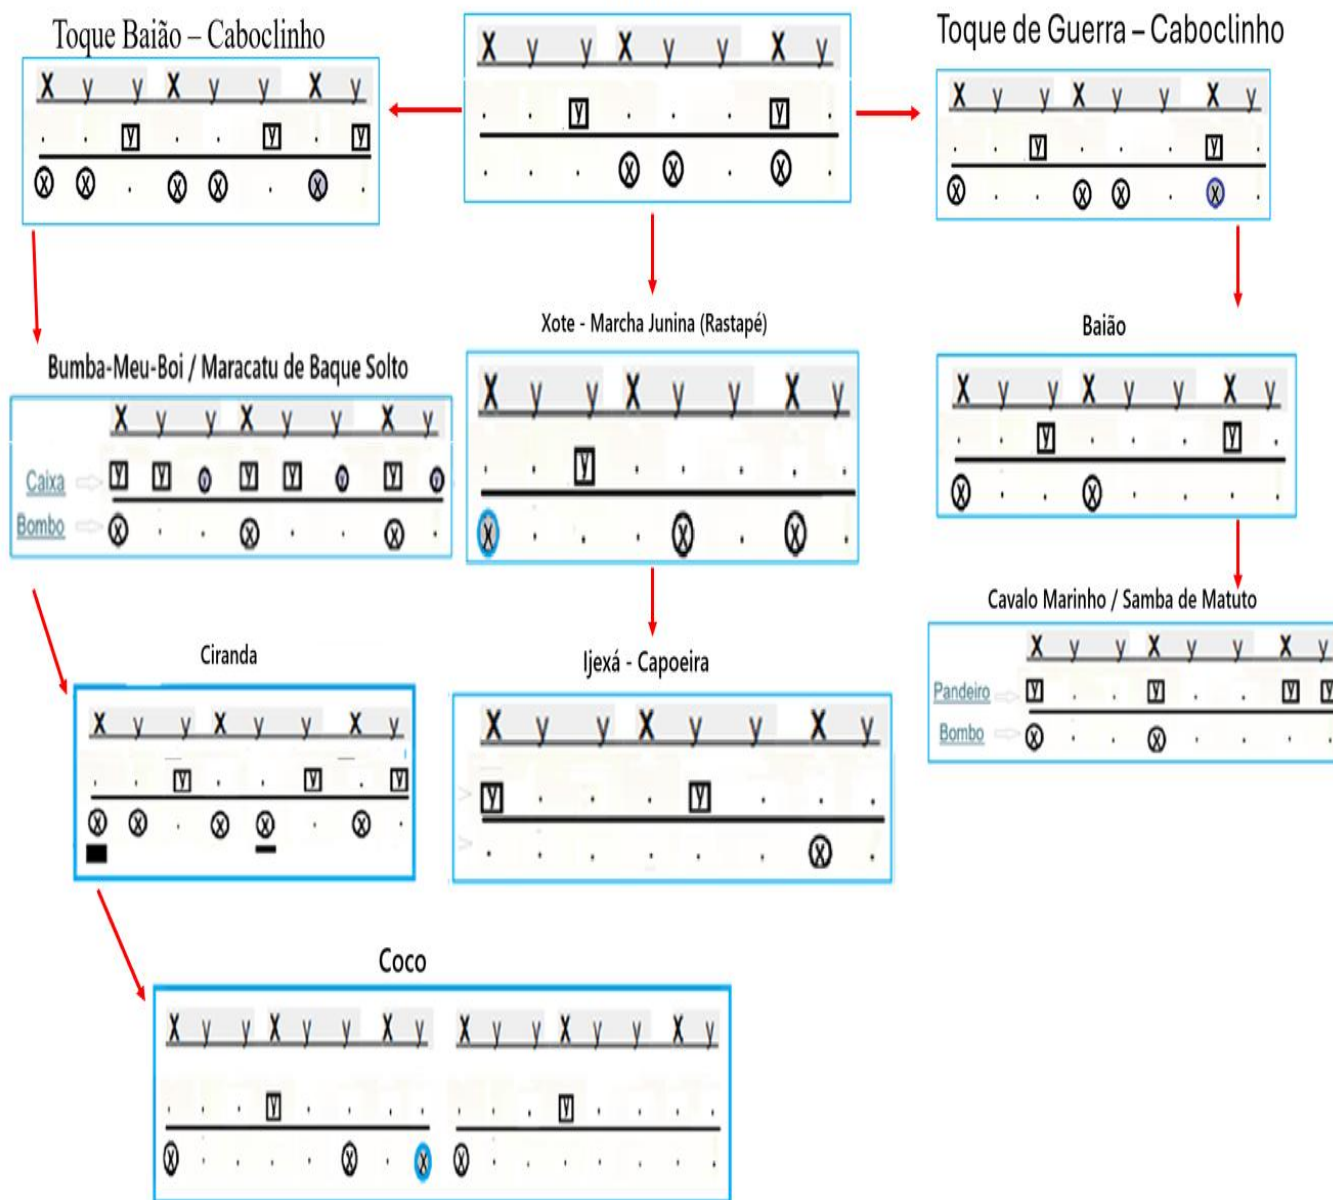 Toque Baião – Caboclinho
X y y X y y X y
. . y . . y . y
X X . X X . X .
X y y X y y X y
. . y . . . y .
. . . X X . X .
Toque de Guerra – Caboclinho
X y y X y y X y
. . y . . . y .
X . . X X . X .
Bumba-Meu-Boi / Maracatu de Baque Solto
X y y X y y X y
Caixa y y y y y y y y
Bombo X . . X . . X .
Xote - Marcha Junina (Rastapé)
X y y X y y X y
. . y . . . . .
X . . . X . X .
Baião
X y y X y y X y
. . y . . . y .
X . . X . . . .
Ciranda
X y y X y y X y
. . y . . y . y
X X . X X . X .
Ijexá - Capoeira
X y y X y y X y
> y . . . y . . .
> . . . . . . X .
Cavalo Marinho / Samba de Matuto
X y y X y y X y
Pandeiro y . . y . . y y
Bombo X . . X . . . .
Coco
X y y X y y X y X y y X y y X y
. . . y . . . . . . . y . . . .
X . . . . X . X X . . . . . . .